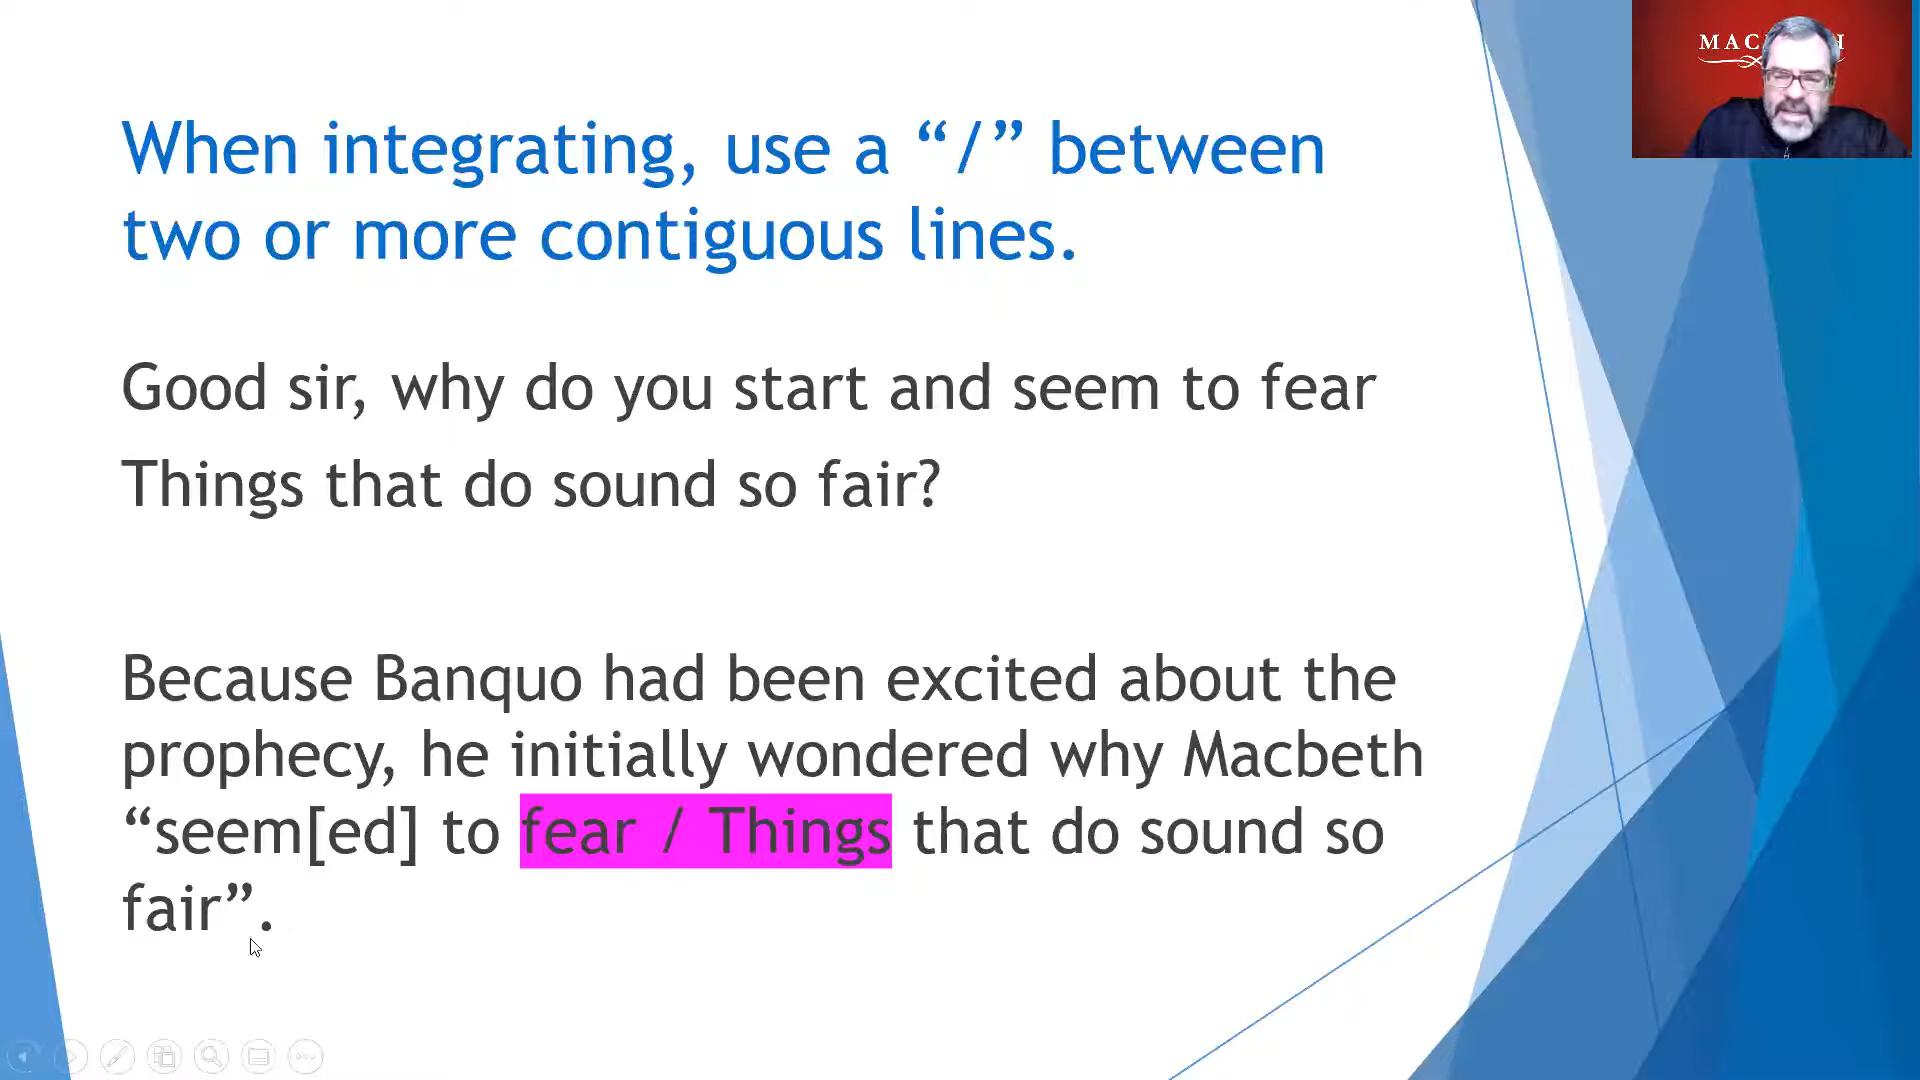 When integrating, use a “/” between
two or more contiguous lines.
Good sir, why do you start and seem to fear
Things that do sound so fair?
Because Banquo had been excited about the
prophecy, he initially wondered why Macbeth
“seem[ed] to fear / Things that do sound so
fair”.